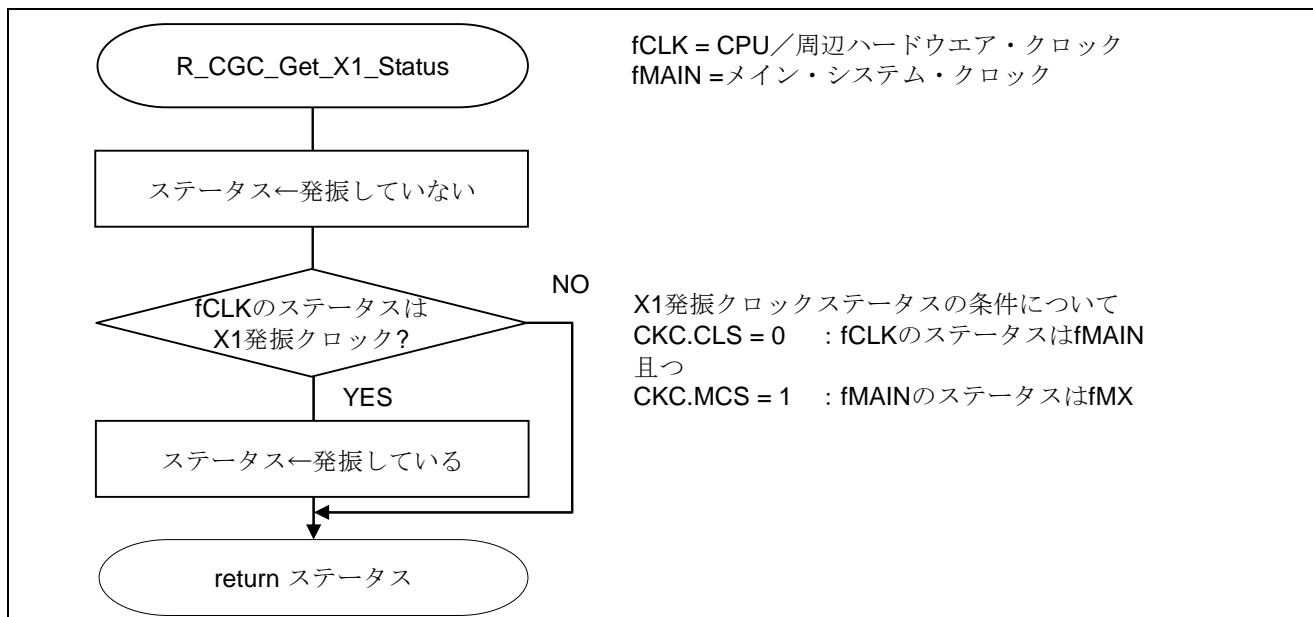 R_CGC_Get_X1_Status
fCLK = CPU／周辺ハードウエア・クロック
fMAIN =メイン・システム・クロック
ステータス←発振していない
fCLKのステータスは
X1発振クロック?
NO
X1発振クロックステータスの条件について
CKC.CLS = 0 : fCLKのステータスはfMAIN
且つ
CKC.MCS = 1 : fMAINのステータスはfMX
YES
ステータス←発振している
return ステータス